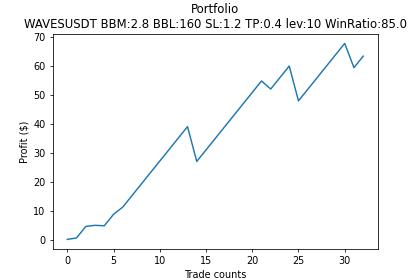 Portfolio
WAVESUSDT BBM:2.8 BBL:160 SL:1.2 TP:0.4 lev:10 WinRatio:85.0
70
60
50
40
30
20
10
0
Profit ($)
0 5 10 15 20 25 30
Trade counts